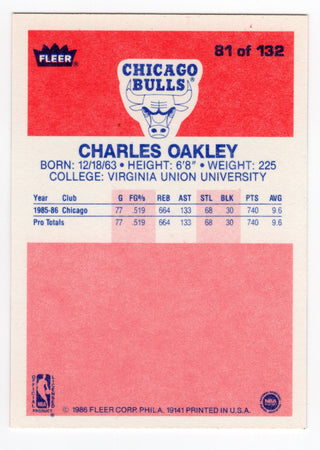 FLEER
81 of 132
CHICAGO
BULLS
CHARLES OAKLEY
BORN: 12/18/63 • HEIGHT: 6'8" • WEIGHT: 225
COLLEGE: VIRGINIA UNION UNIVERSITY
Year Club G FG% REB AST STL BLK PTS AVG
1985-86 Chicago 77 .519 664 133 68 30 740 9.6
Pro Totals 77 .519 664 133 68 30 740 9.6
NBA
© 1986 FLEER CORP. PHILA. 19141 PRINTED IN U.S.A.